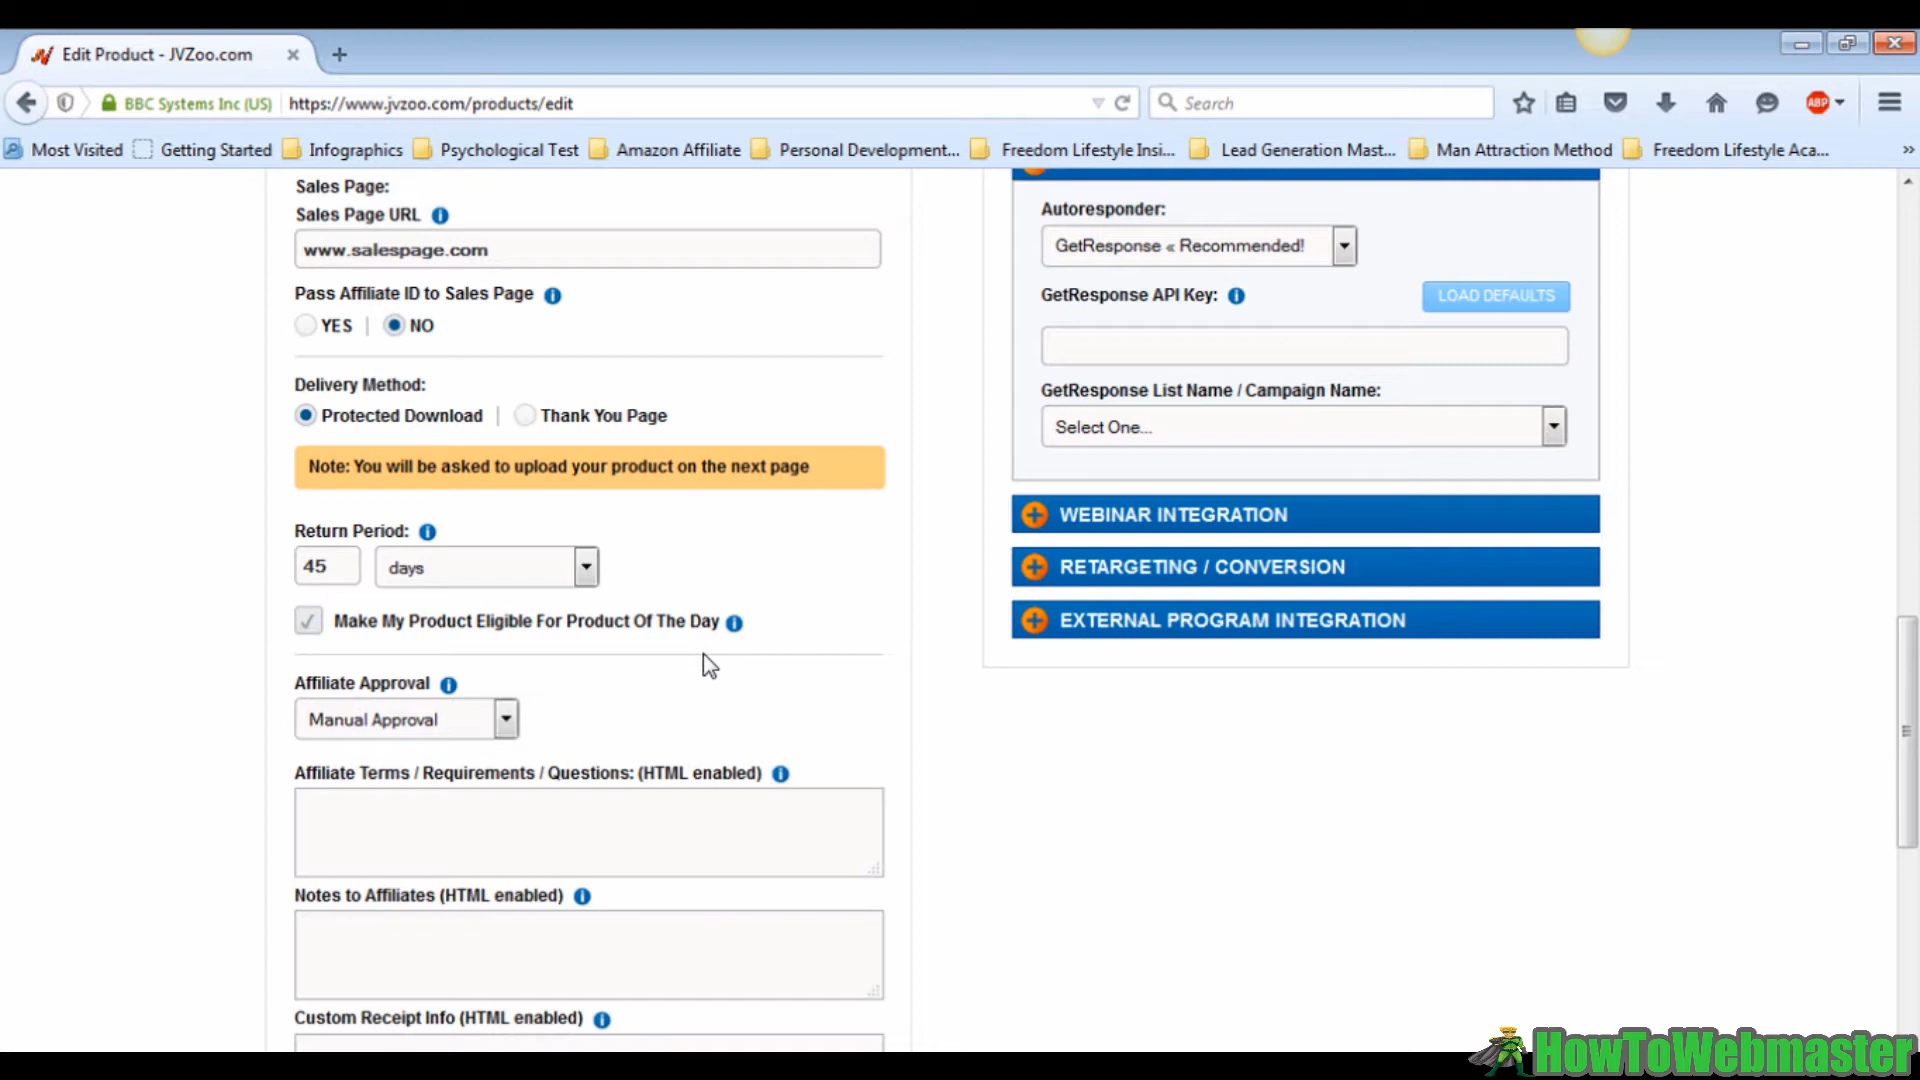 Edit Product - JVZoo.com
BBC Systems Inc (US)
https://www.jvzoo.com/products/edit
Search
ABP
Most Visited
Getting Started
Infographics
Psychological Test
Amazon Affiliate
Personal Development...
Freedom Lifestyle Insi...
Lead Generation Mast...
Man Attraction Method
Freedom Lifestyle Aca...
Sales Page:
Sales Page URL
www.salespage.com
Pass Affiliate ID to Sales Page
YES | NO
Delivery Method:
Protected Download | Thank You Page
Note: You will be asked to upload your product on the next page
Return Period:
45 days
Make My Product Eligible For Product Of The Day
Affiliate Approval
Manual Approval
Affiliate Terms / Requirements / Questions: (HTML enabled)
Notes to Affiliates (HTML enabled)
Custom Receipt Info (HTML enabled)
Autoresponder:
GetResponse « Recommended!
GetResponse API Key:
LOAD DEFAULTS
GetResponse List Name / Campaign Name:
Select One...
WEBINAR INTEGRATION
RETARGETING / CONVERSION
EXTERNAL PROGRAM INTEGRATION
HowToWebmaster